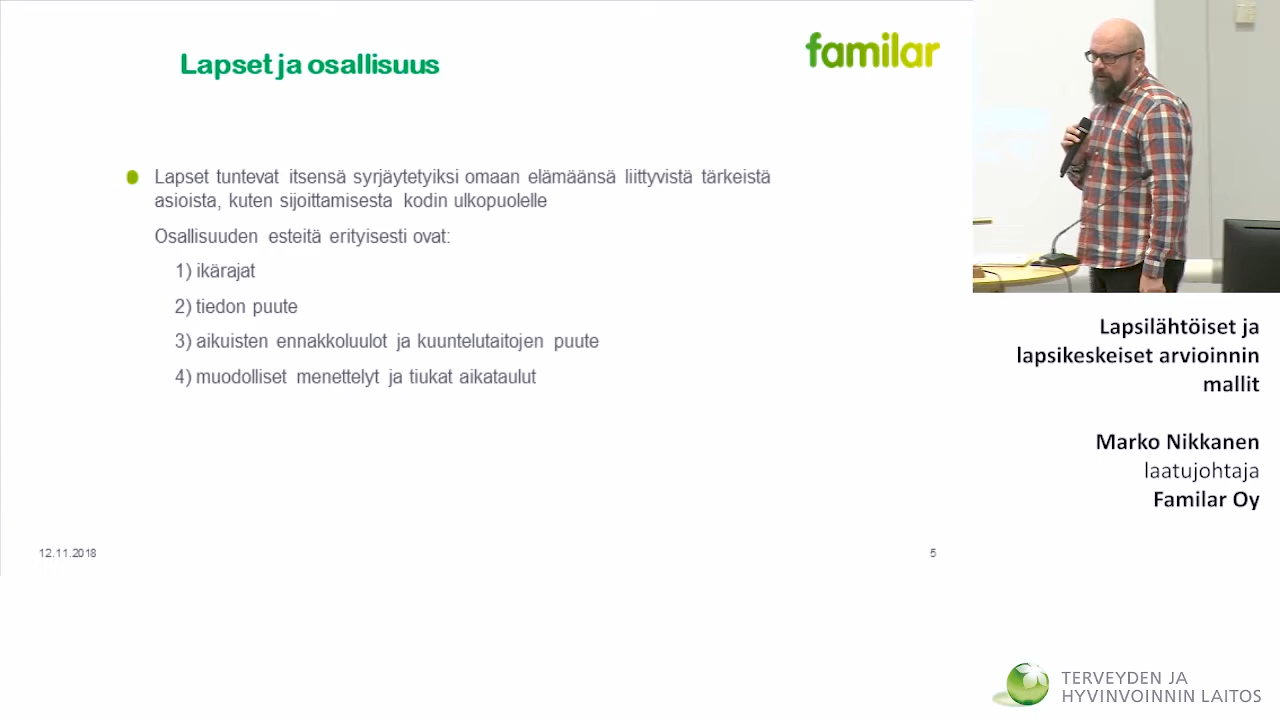 Lapset ja osallisuus
familar
Lapset tuntevat itsensä syrjäytetyiksi omaan elämäänsä liittyvistä tärkeistä
asioista, kuten sijoittamisesta kodin ulkopuolelle
Osallisuuden esteitä erityisesti ovat:
1) ikärajat
2) tiedon puute
3) aikuisten ennakkoluulot ja kuuntelutaitojen puute
4) muodolliset menettelyt ja tiukat aikataulut
12.11.2018
5
Lapsilähtöiset ja
lapsikeskeiset arvioinnin
mallit
Marko Nikkanen
laatujohtaja
Familar Oy
TERVEYDEN JA
HYVINVOINNIN LAITOS